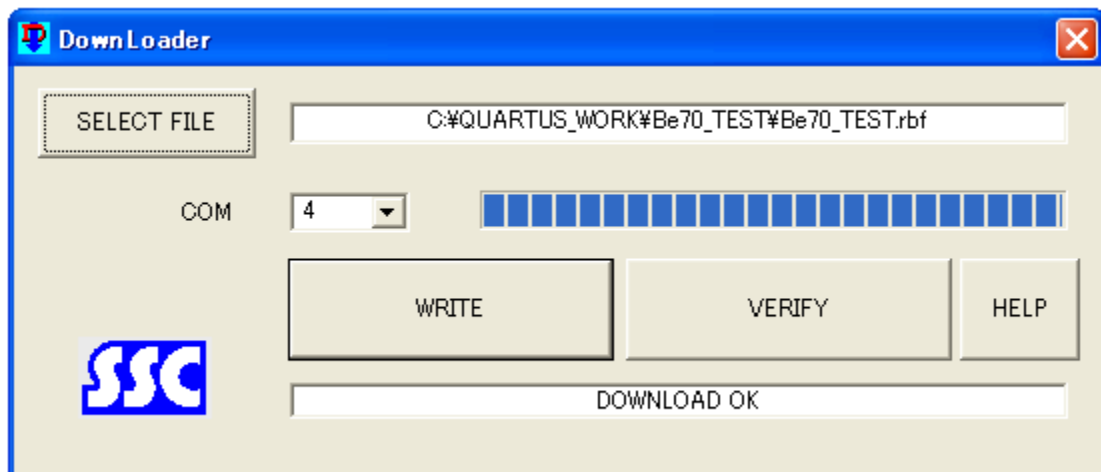 DownLoader
SELECT FILE
C:¥QUARTUS_WORK¥Be70_TEST¥Be70_TEST.rbf
COM
4
WRITE
VERIFY
HELP
SSC
DOWNLOAD OK